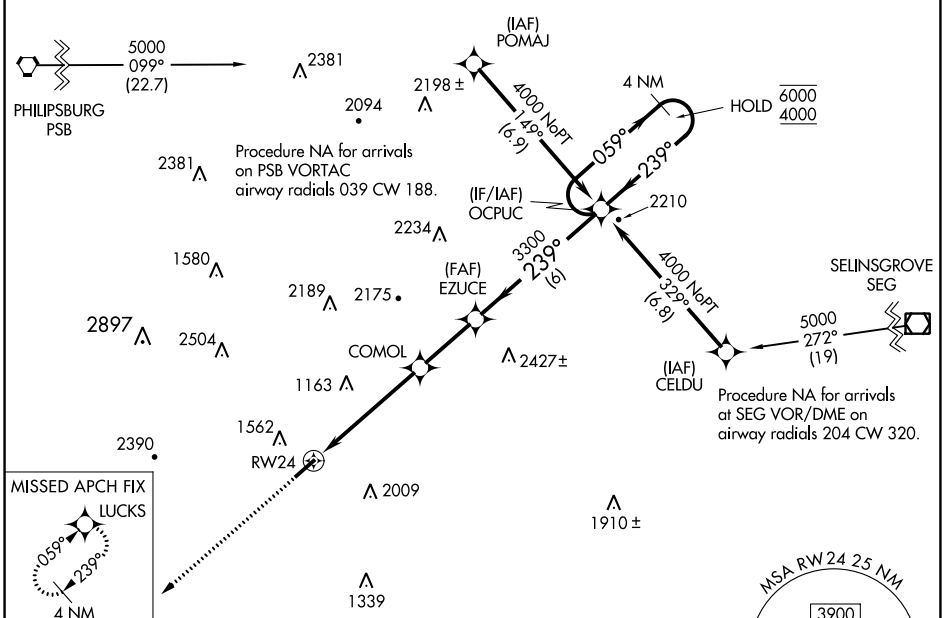 5000
099°
(22.7)
PHILIPSBURG
PSB
2381
2094
2198 ±
(IAF)
POMAJ
4000 NoPT
149°
(6.9)
4 NM
HOLD
6000
4000
059°
239°
2381
Procedure NA for arrivals
on PSB VORTAC
airway radials 039 CW 188.
(IF/IAF)
OCPUC
2210
2234
3300
239°
(6)
1580
(FAF)
EZUCE
2189
2175
4000 NoPT
329°
(6.8)
SELINSGROVE
SEG
5000
272°
(19)
2897
2504
COMOL
2427±
(IAF)
CELDU
1163
Procedure NA for arrivals
at SEG VOR/DME on
airway radials 204 CW 320.
1562
RW24
2390
MISSED APCH FIX
LUCKS
059°
239°
4 NM
2009
1910 ±
1339
MSA RW24 25 NM
3900